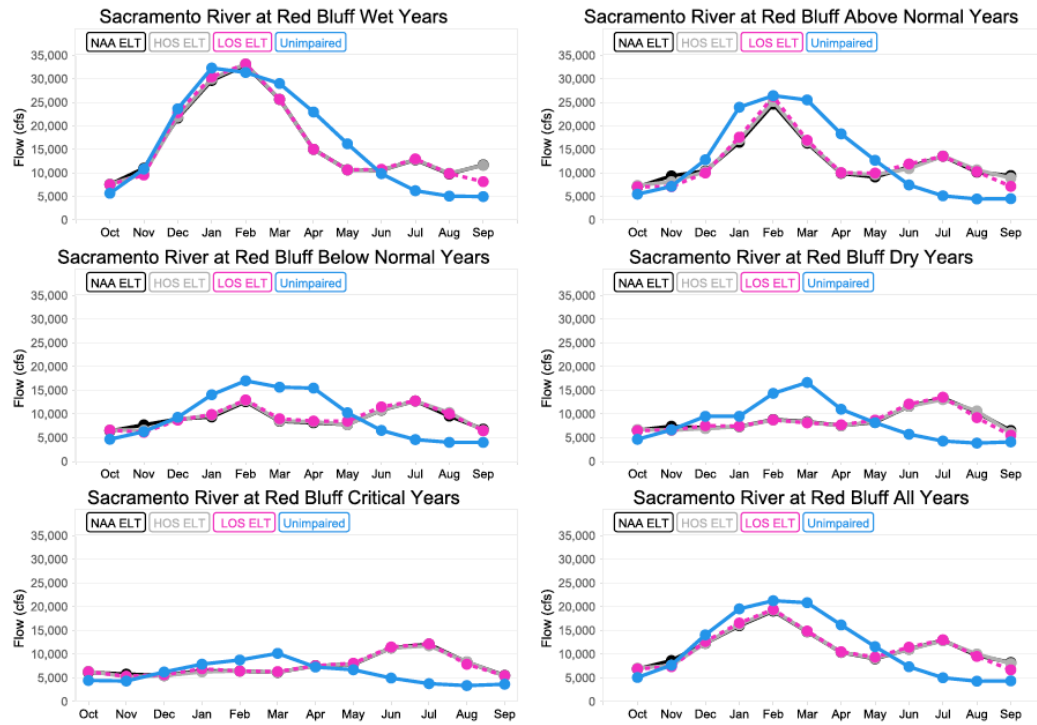 Sacramento River at Red Bluff Wet Years
NAA ELT HOS ELT LOS ELT Unimpaired
Flow (cfs)
35,000
30,000
25,000
20,000
15,000
10,000
5,000
0
Oct Nov Dec Jan Feb Mar Apr May Jun Jul Aug Sep
Sacramento River at Red Bluff Above Normal Years
NAA ELT HOS ELT LOS ELT Unimpaired
Flow (cfs)
35,000
30,000
25,000
20,000
15,000
10,000
5,000
0
Oct Nov Dec Jan Feb Mar Apr May Jun Jul Aug Sep
Sacramento River at Red Bluff Below Normal Years
NAA ELT HOS ELT LOS ELT Unimpaired
Flow (cfs)
35,000
30,000
25,000
20,000
15,000
10,000
5,000
0
Oct Nov Dec Jan Feb Mar Apr May Jun Jul Aug Sep
Sacramento River at Red Bluff Dry Years
NAA ELT HOS ELT LOS ELT Unimpaired
Flow (cfs)
35,000
30,000
25,000
20,000
15,000
10,000
5,000
0
Oct Nov Dec Jan Feb Mar Apr May Jun Jul Aug Sep
Sacramento River at Red Bluff Critical Years
NAA ELT HOS ELT LOS ELT Unimpaired
Flow (cfs)
35,000
30,000
25,000
20,000
15,000
10,000
5,000
0
Oct Nov Dec Jan Feb Mar Apr May Jun Jul Aug Sep
Sacramento River at Red Bluff All Years
NAA ELT HOS ELT LOS ELT Unimpaired
Flow (cfs)
35,000
30,000
25,000
20,000
15,000
10,000
5,000
0
Oct Nov Dec Jan Feb Mar Apr May Jun Jul Aug Sep